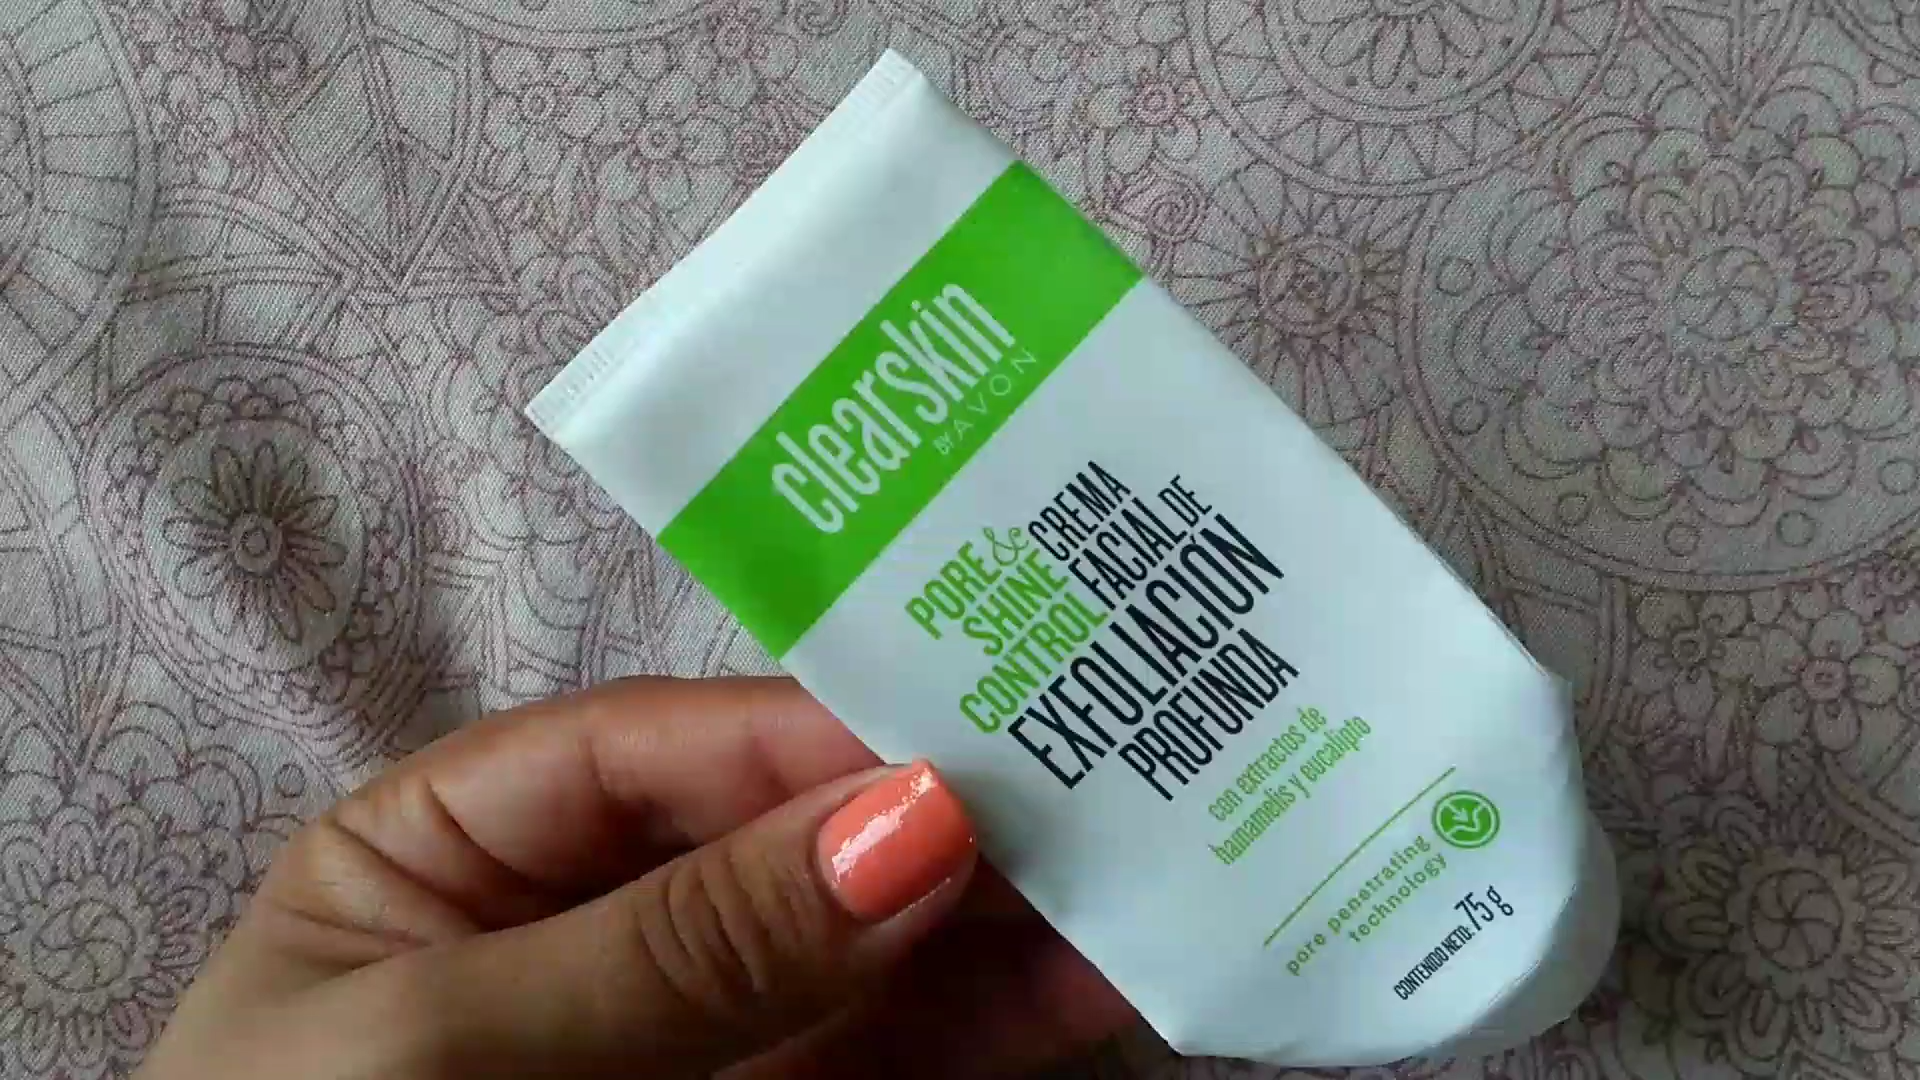 clearskin
BY AVON
PORE &
SHINE
CONTROL
CREMA
FACIAL DE
EXFOLIACIÓN
PROFUNDA
con extractos de
hamamelis y eucalipto
pore penetrating
technology
CONTENIDO NETO: 75 g